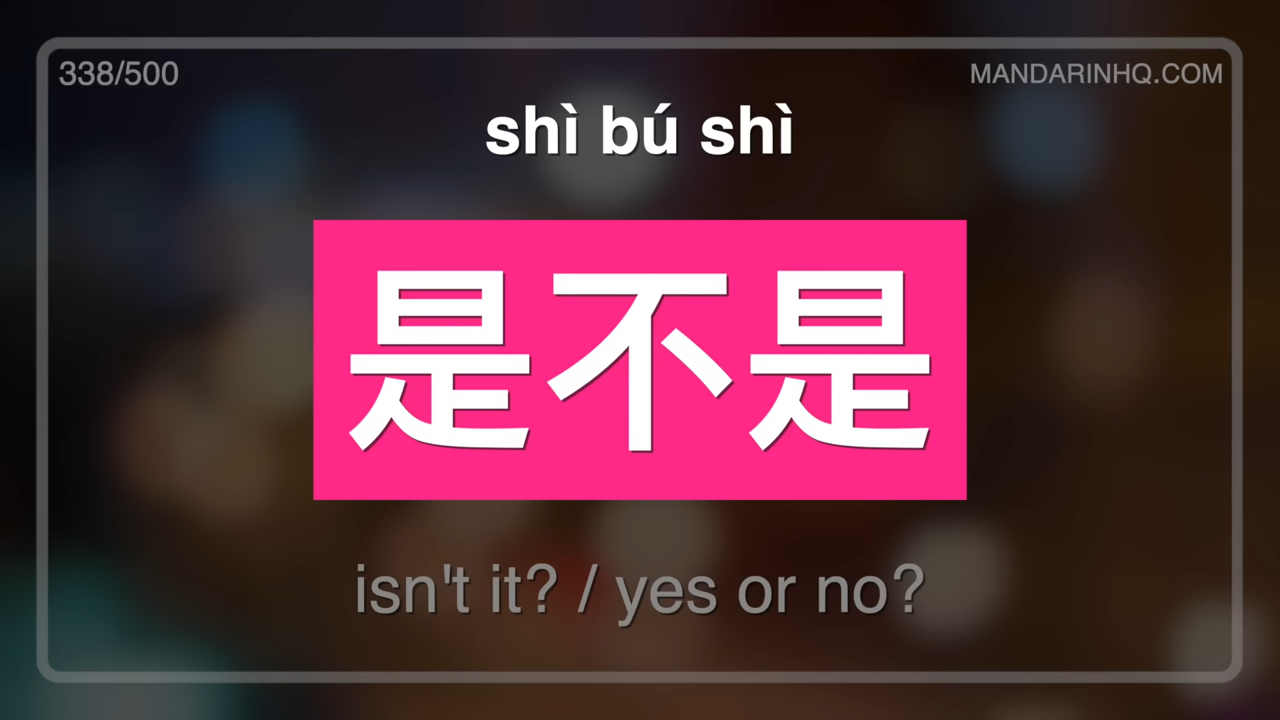 338/500
MANDARINHQ.COM
shì bú shì
是不是
isn't it? / yes or no?